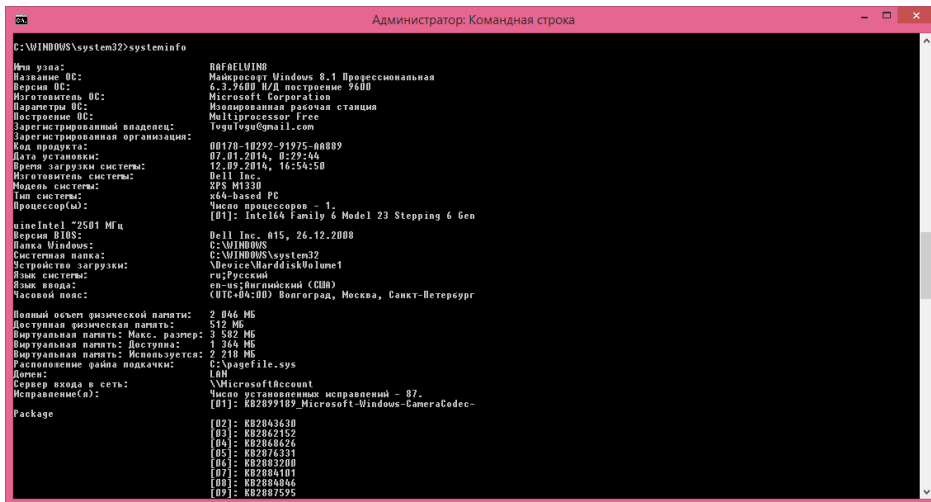 Администратор: Командная строка
C:\WINDOWS\system32>systeminfo
Имя узла: RAFAELWIN8
Название ОС: Майкрософт Windows 8.1 Профессиональная
Версия ОС: 6.3.9600 Н/Д построение 9600
Изготовитель ОС: Microsoft Corporation
Параметры ОС: Изолированная рабочая станция
Построение ОС: Multiprocessor Free
Зарегистрированный владелец: TvguTvgu@gmail.com
Зарегистрированная организация:
Код продукта: 00178-10292-91975-AA889
Дата установки: 07.01.2014, 0:29:44
Время загрузки системы: 12.09.2014, 16:54:50
Изготовитель системы: Dell Inc.
Модель системы: XPS M1330
Тип системы: x64-based PC
Процессор(ы): Число процессоров - 1.
[01]: Intel64 Family 6 Model 23 Stepping 6 Gen
uineIntel ~2501 МГц
Версия BIOS: Dell Inc. A15, 26.12.2008
Папка Windows: C:\WINDOWS
Системная папка: C:\WINDOWS\system32
Устройство загрузки: \Device\HarddiskVolume1
Язык системы: ru;Русский
Язык ввода: en-us;Английский (США)
Часовой пояс: (UTC+04:00) Волгоград, Москва, Санкт-Петербург
Полный объем физической памяти: 2 046 МБ
Доступная физическая память: 512 МБ
Виртуальная память: Макс. размер: 3 582 МБ
Виртуальная память: Доступна: 1 364 МБ
Виртуальная память: Используется: 2 218 МБ
Расположение файла подкачки: C:\pagefile.sys
Домен: LAN
Сервер входа в сеть: \\MicrosoftAccount
Исправление(я): Число установленных исправлений - 87.
[01]: KB2899189_Microsoft-Windows-CameraCodec-
Package
[02]: KB2843630
[03]: KB2862152
[04]: KB2868626
[05]: KB2876331
[06]: KB2883200
[07]: KB2884101
[08]: KB2884846
[09]: KB2887595